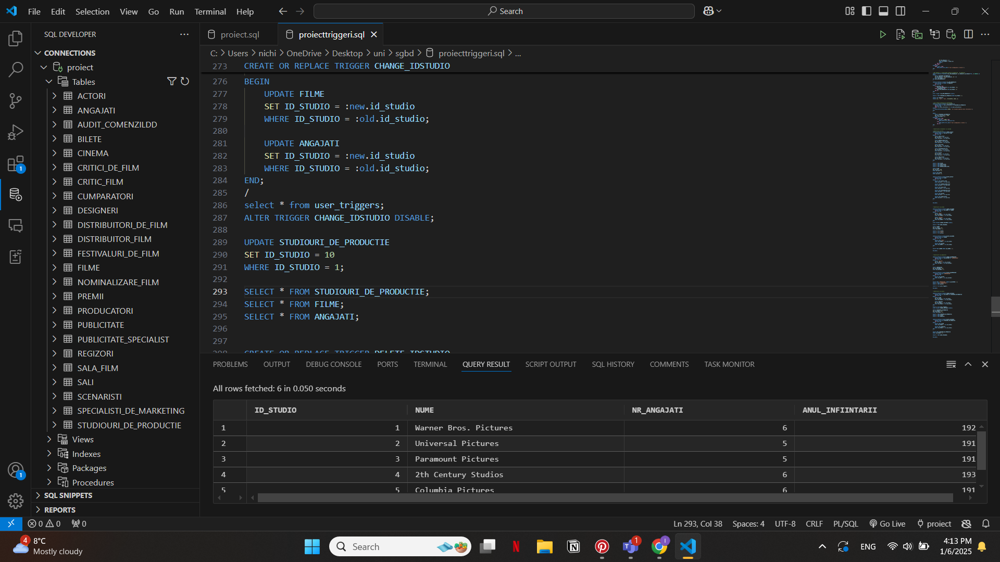 File Edit Selection View Go Run Terminal Help
Search
SQL DEVELOPER
proiect.sql
proiecttriggeri.sql
C: > Users > nichi > OneDrive > Desktop > uni > sgbd > proiecttriggeri.sql > ...
CONNECTIONS
proiect
Tables
ACTORI
ANGAJATI
AUDIT_COMENZILDD
BILETE
CINEMA
CRITICI_DE_FILM
CRITIC_FILM
CUMPARATORI
DESIGNERI
DISTRIBUITORI_DE_FILM
DISTRIBUITOR_FILM
FESTIVALURI_DE_FILM
FILME
NOMINALIZARE_FILM
PREMII
PRODUCATORI
PUBLICITATE
PUBLICITATE_SPECIALIST
REGIZORI
SALA_FILM
SALI
SCENARISTI
SPECIALISTI_DE_MARKETING
STUDIOURI_DE_PRODUCTIE
Views
Indexes
Packages
Procedures
SQL SNIPPETS
REPORTS
273 CREATE OR REPLACE TRIGGER CHANGE_IDSTUDIO
276 BEGIN
277 UPDATE FILME
278 SET ID_STUDIO = :new.id_studio
279 WHERE ID_STUDIO = :old.id_studio;
280
281 UPDATE ANGAJATI
282 SET ID_STUDIO = :new.id_studio
283 WHERE ID_STUDIO = :old.id_studio;
284 END;
285 /
286 select * from user_triggers;
287 ALTER TRIGGER CHANGE_IDSTUDIO DISABLE;
288
289 UPDATE STUDIOURI_DE_PRODUCTIE
290 SET ID_STUDIO = 10
291 WHERE ID_STUDIO = 1;
292
293 SELECT * FROM STUDIOURI_DE_PRODUCTIE;
294 SELECT * FROM FILME;
295 SELECT * FROM ANGAJATI;
296
297
298 CREATE OR REPLACE TRIGGER DELETE_IDSTUDIO
PROBLEMS OUTPUT DEBUG CONSOLE PORTS TERMINAL QUERY RESULT SCRIPT OUTPUT SQL HISTORY COMMENTS TASK MONITOR
All rows fetched: 6 in 0.050 seconds
ID_STUDIO NUME NR_ANGAJATI ANUL_INFIINTARII
1 1 Warner Bros. Pictures 6 192
2 2 Universal Pictures 5 191
3 3 Paramount Pictures 5 191
4 4 2th Century Studios 6 193
5 5 Columbia Pictures 6 191
0 0 0
Ln 293, Col 38 Spaces: 4 UTF-8 CRLF PL/SQL Go Live proiect
1
1
4
8°C
Mostly cloudy
Search
1
ENG
4:13 PM
1/6/2025